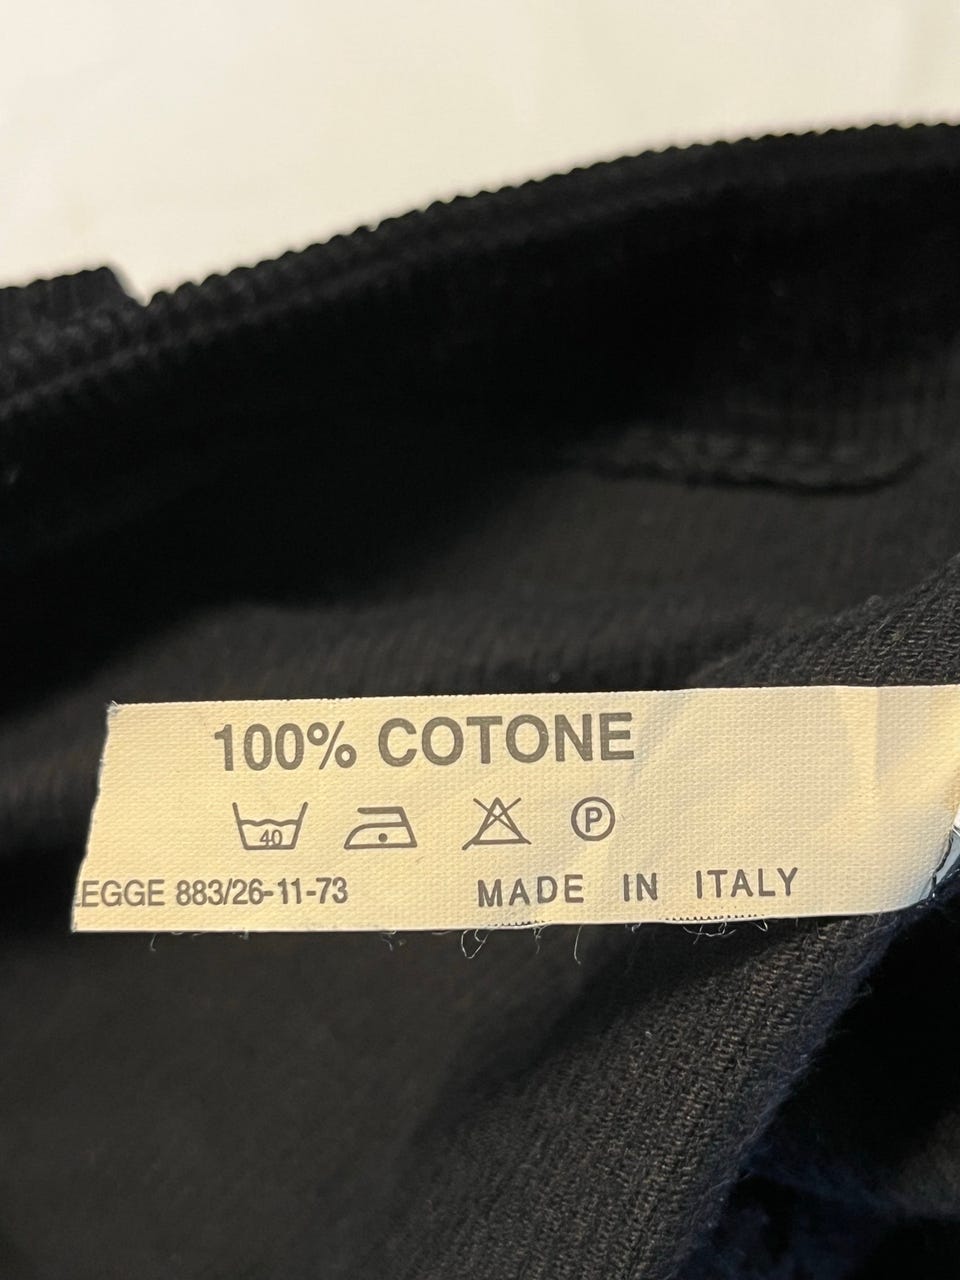 100% COTONE
40 P
LEGGE 883/26-11-73 MADE IN ITALY